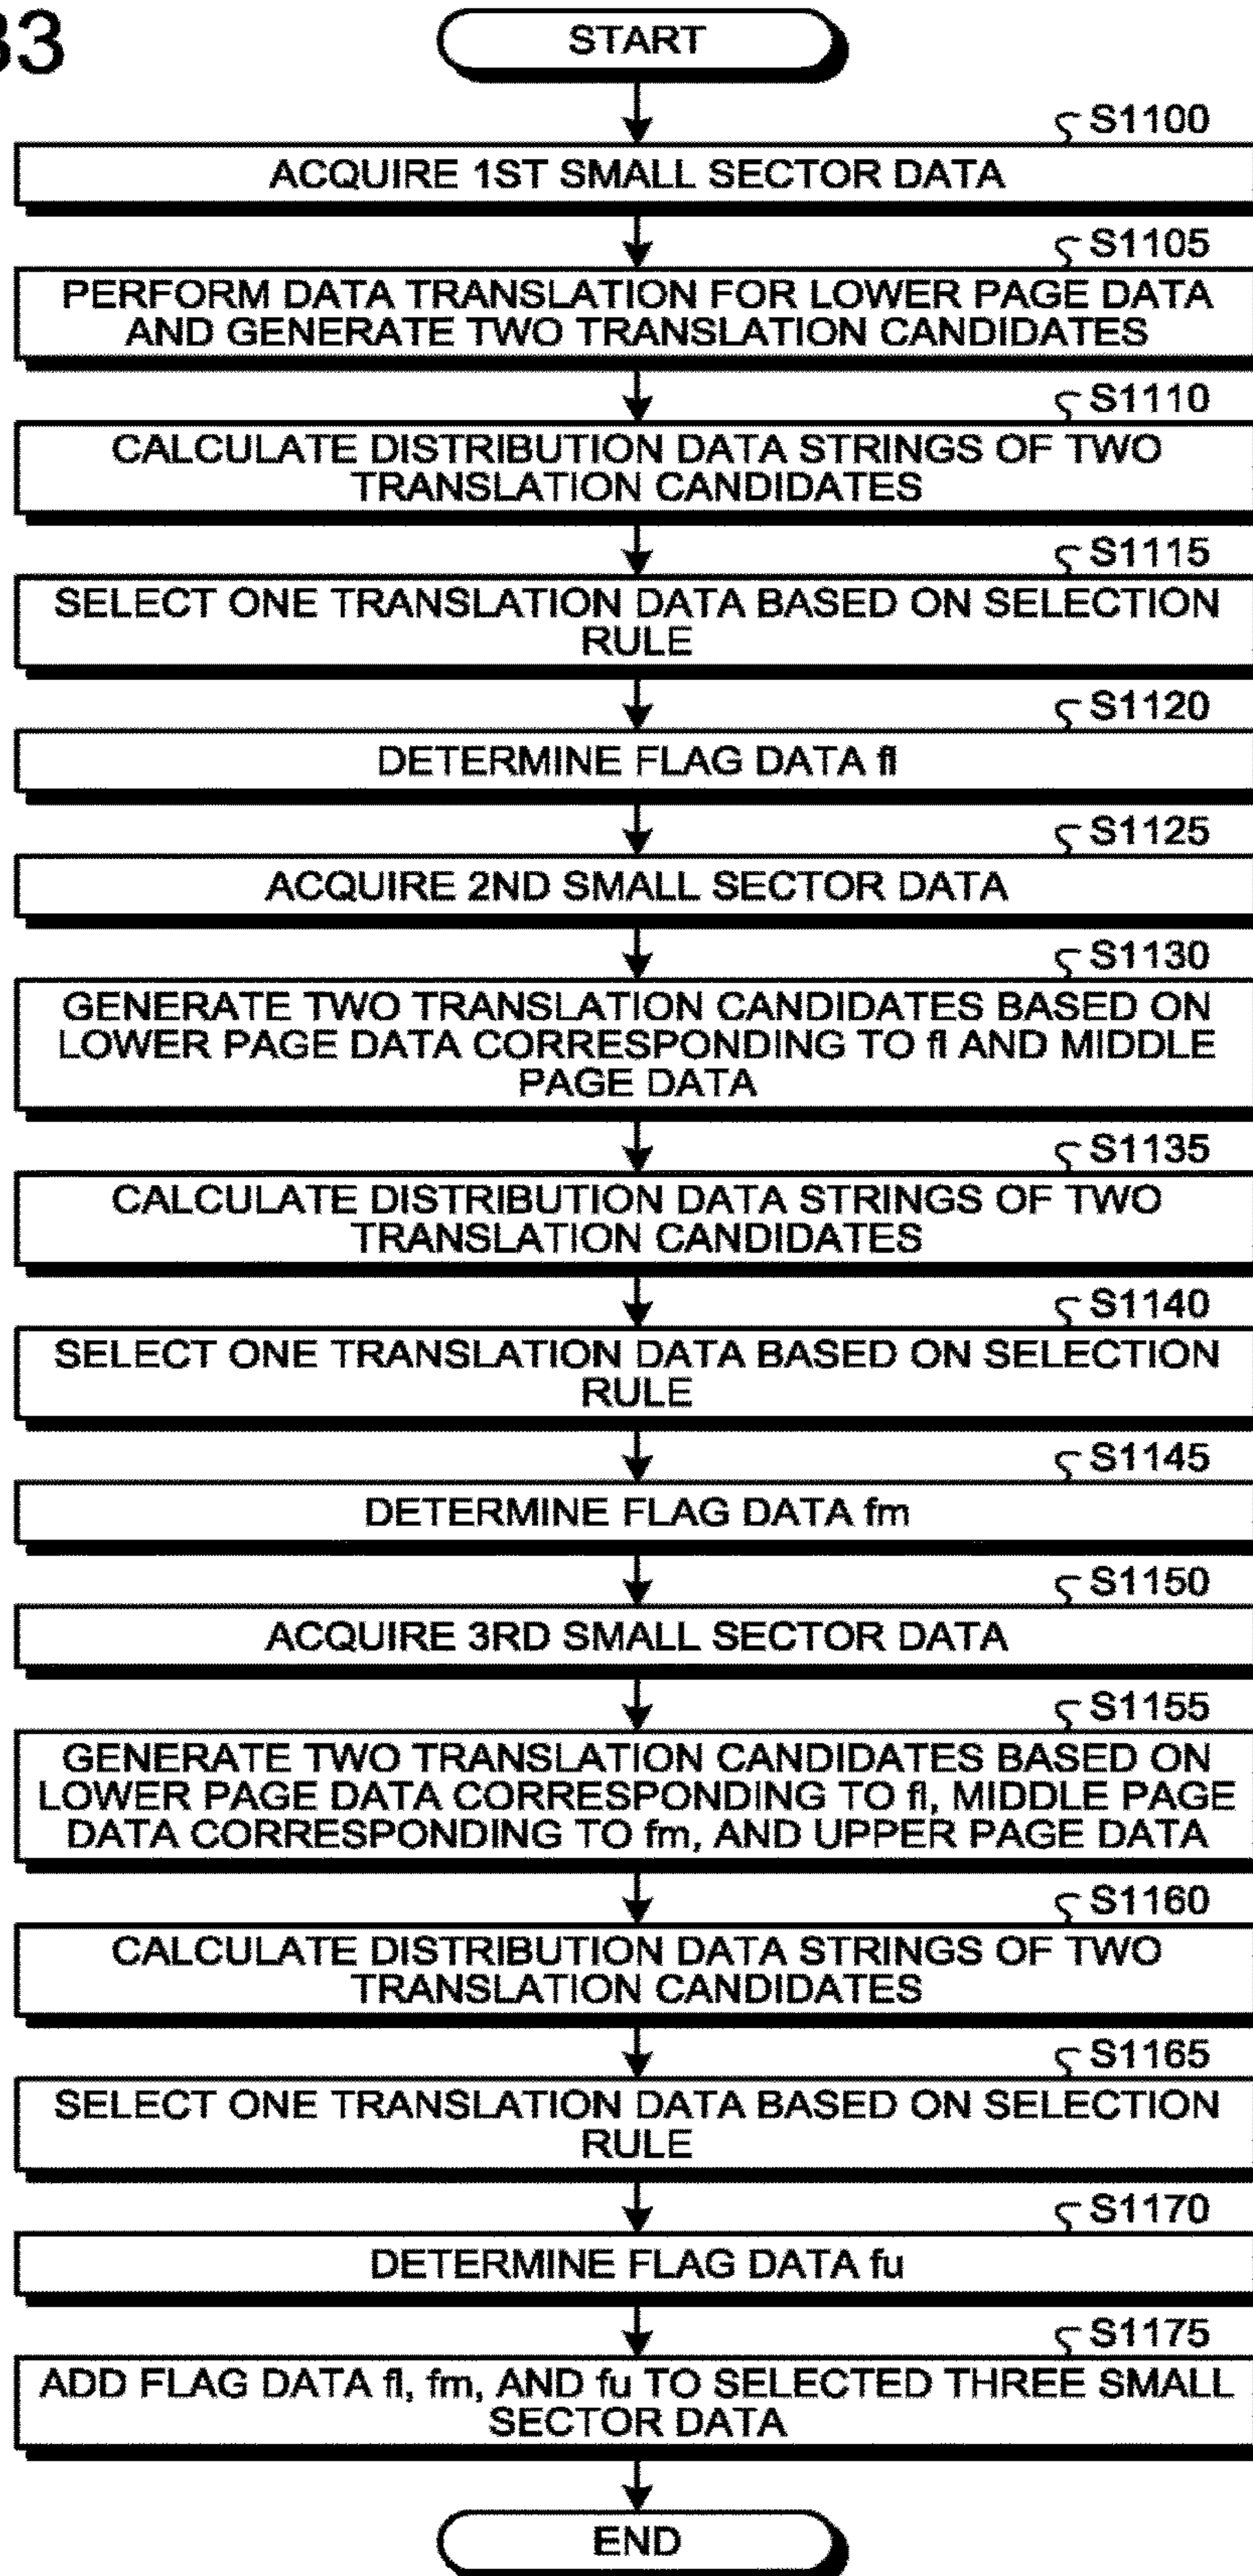 33
START
S1100
ACQUIRE 1ST SMALL SECTOR DATA
S1105
PERFORM DATA TRANSLATION FOR LOWER PAGE DATA
AND GENERATE TWO TRANSLATION CANDIDATES
S1110
CALCULATE DISTRIBUTION DATA STRINGS OF TWO
TRANSLATION CANDIDATES
S1115
SELECT ONE TRANSLATION DATA BASED ON SELECTION
RULE
S1120
DETERMINE FLAG DATA fl
S1125
ACQUIRE 2ND SMALL SECTOR DATA
S1130
GENERATE TWO TRANSLATION CANDIDATES BASED ON
LOWER PAGE DATA CORRESPONDING TO fl AND MIDDLE
PAGE DATA
S1135
CALCULATE DISTRIBUTION DATA STRINGS OF TWO
TRANSLATION CANDIDATES
S1140
SELECT ONE TRANSLATION DATA BASED ON SELECTION
RULE
S1145
DETERMINE FLAG DATA fm
S1150
ACQUIRE 3RD SMALL SECTOR DATA
S1155
GENERATE TWO TRANSLATION CANDIDATES BASED ON
LOWER PAGE DATA CORRESPONDING TO fl, MIDDLE PAGE
DATA CORRESPONDING TO fm, AND UPPER PAGE DATA
S1160
CALCULATE DISTRIBUTION DATA STRINGS OF TWO
TRANSLATION CANDIDATES
S1165
SELECT ONE TRANSLATION DATA BASED ON SELECTION
RULE
S1170
DETERMINE FLAG DATA fu
S1175
ADD FLAG DATA fl, fm, AND fu TO SELECTED THREE SMALL
SECTOR DATA
END